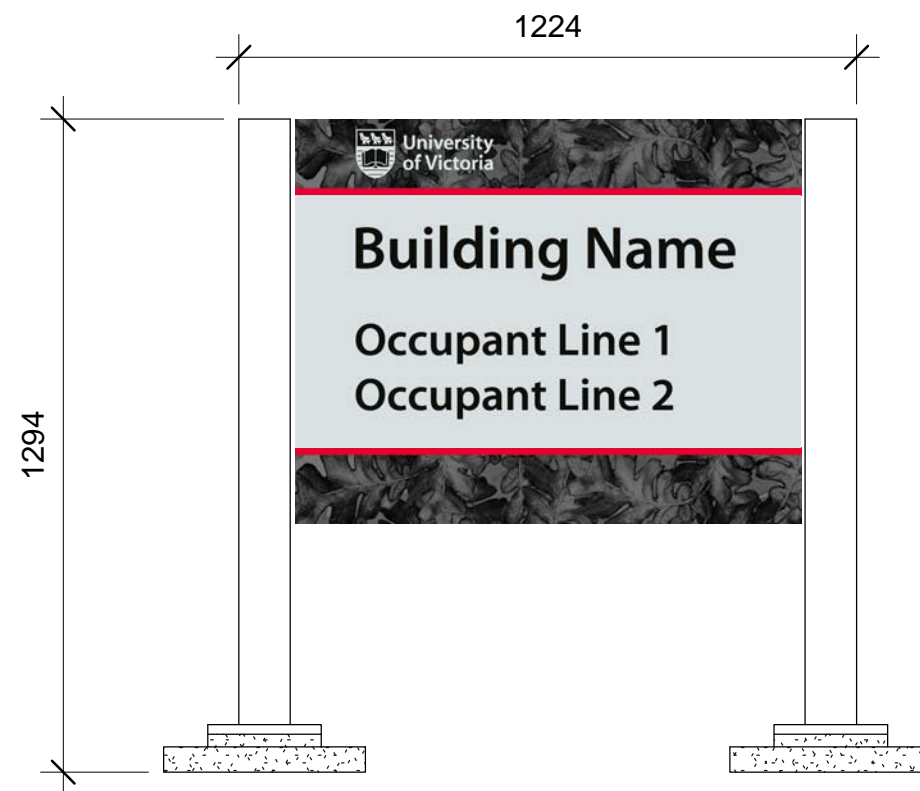 1224
University
of Victoria
Building Name
Occupant Line 1
Occupant Line 2
1294